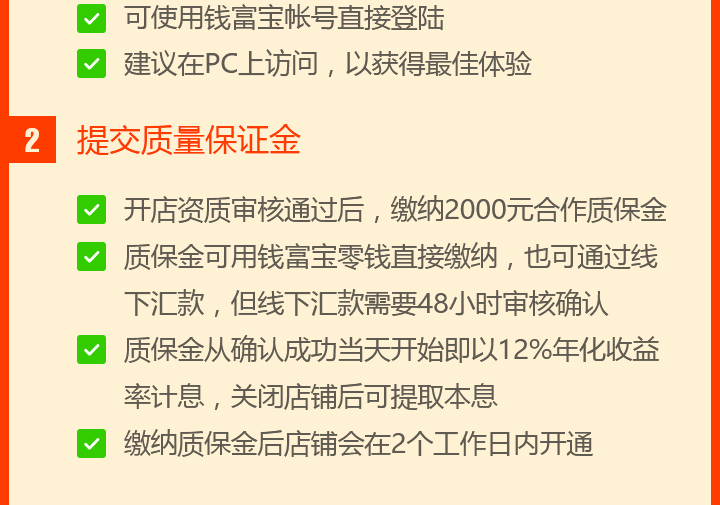 可使用钱富宝帐号直接登陆
建议在PC上访问，以获得最佳体验
2 提交质量保证金
开店资质审核通过后，缴纳2000元合作质保金
质保金可用钱富宝零钱直接缴纳，也可通过线
下汇款，但线下汇款需要48小时审核确认
质保金从确认成功当天开始即以12%年化收益
率计息，关闭店铺后可提取本息
缴纳质保金后店铺会在2个工作日内开通